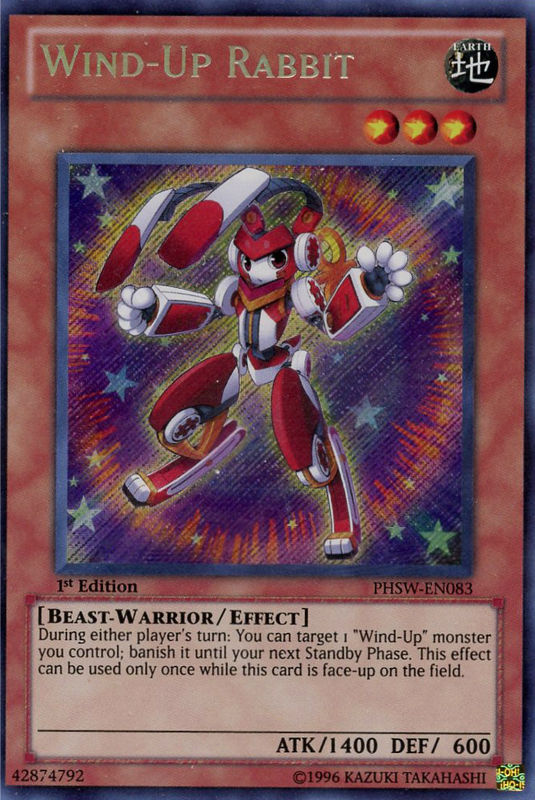 WIND-UP RABBIT
EARTH
地
1st Edition
PHSW-EN083
[BEAST-WARRIOR/EFFECT]
During either player's turn: You can target 1 "Wind-Up" monster
you control; banish it until your next Standby Phase. This effect
can be used only once while this card is face-up on the field.
ATK/1400 DEF/ 600
42874792
©1996 KAZUKI TAKAHASHI